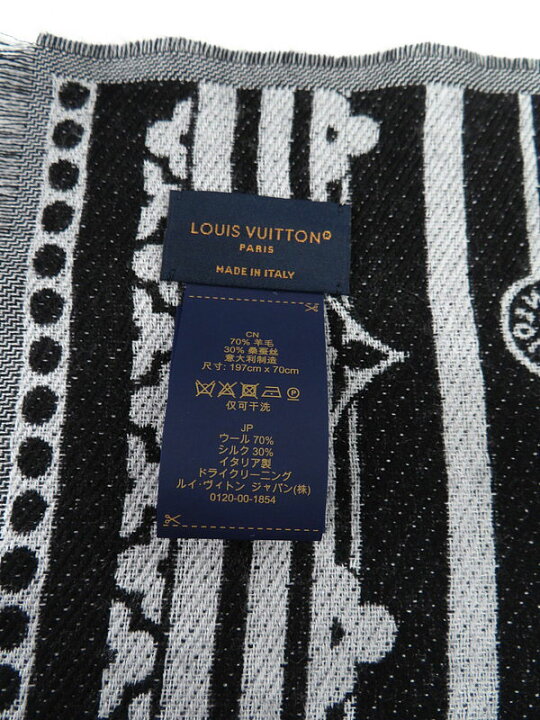 LOUIS VUITTON
PARIS
MADE IN ITALY
CN
70% 羊毛
30% 桑蚕丝
意大利制造
尺寸: 197cm x 70cm
仅可干洗
JP
ウール 70%
シルク 30%
イタリア製
ドライクリーニング
ルイ・ヴィトン ジャパン(株)
0120-00-1854